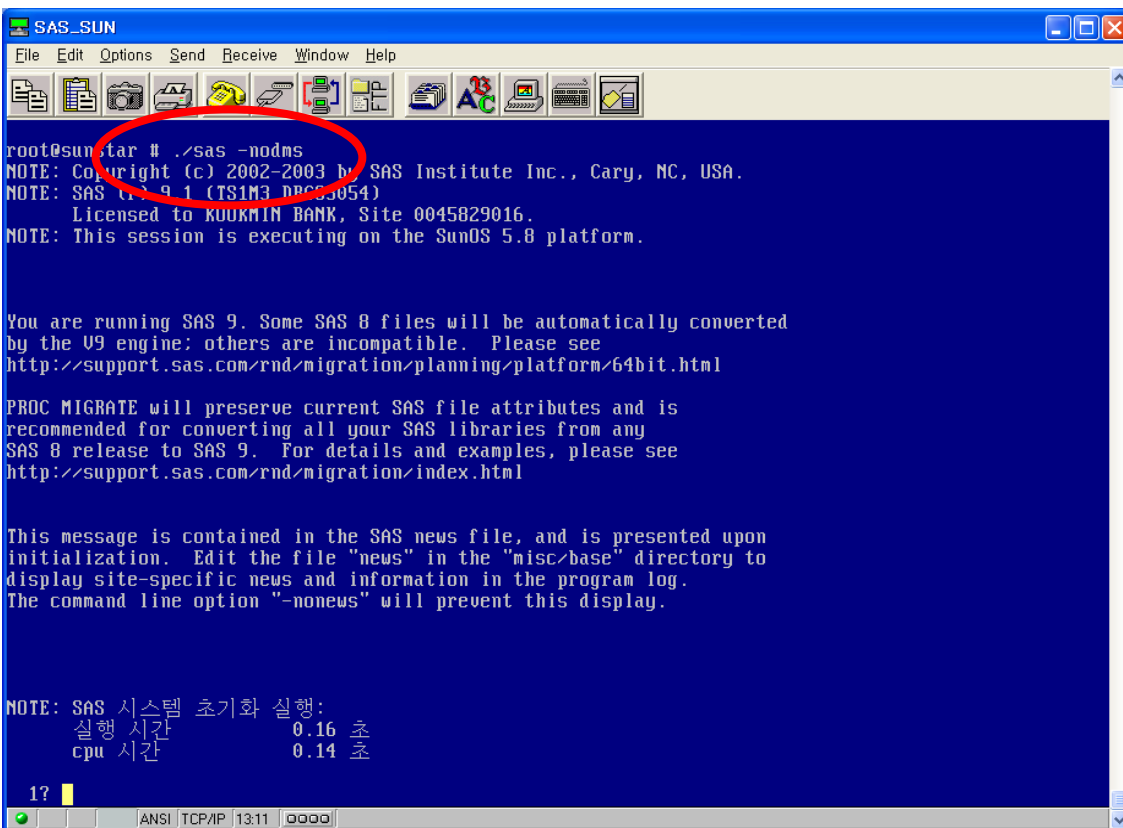 SAS_SUN
File Edit Options Send Receive Window Help
root@sunstar # ./sas -nodms
NOTE: Copyright (c) 2002-2003 by SAS Institute Inc., Cary, NC, USA.
NOTE: SAS (r) 9.1 (TS1M3
Licensed to KOOKMIN BANK, Site 0045829016.
NOTE: This session is executing on the SunOS 5.8 platform.
You are running SAS 9. Some SAS 8 files will be automatically converted
by the V9 engine; others are incompatible. Please see
http://support.sas.com/rnd/migration/planning/platform/64bit.html
PROC MIGRATE will preserve current SAS file attributes and is
recommended for converting all your SAS libraries from any
SAS 8 release to SAS 9. For details and examples, please see
http://support.sas.com/rnd/migration/index.html
This message is contained in the SAS news file, and is presented upon
initialization. Edit the file "news" in the "misc/base" directory to
display site-specific news and information in the program log.
The command line option "-nonews" will prevent this display.
NOTE: SAS 시스템 초기화 실행:
실행 시간 0.16 초
cpu 시간 0.14 초
1?
ANSI TCP/IP 13:11